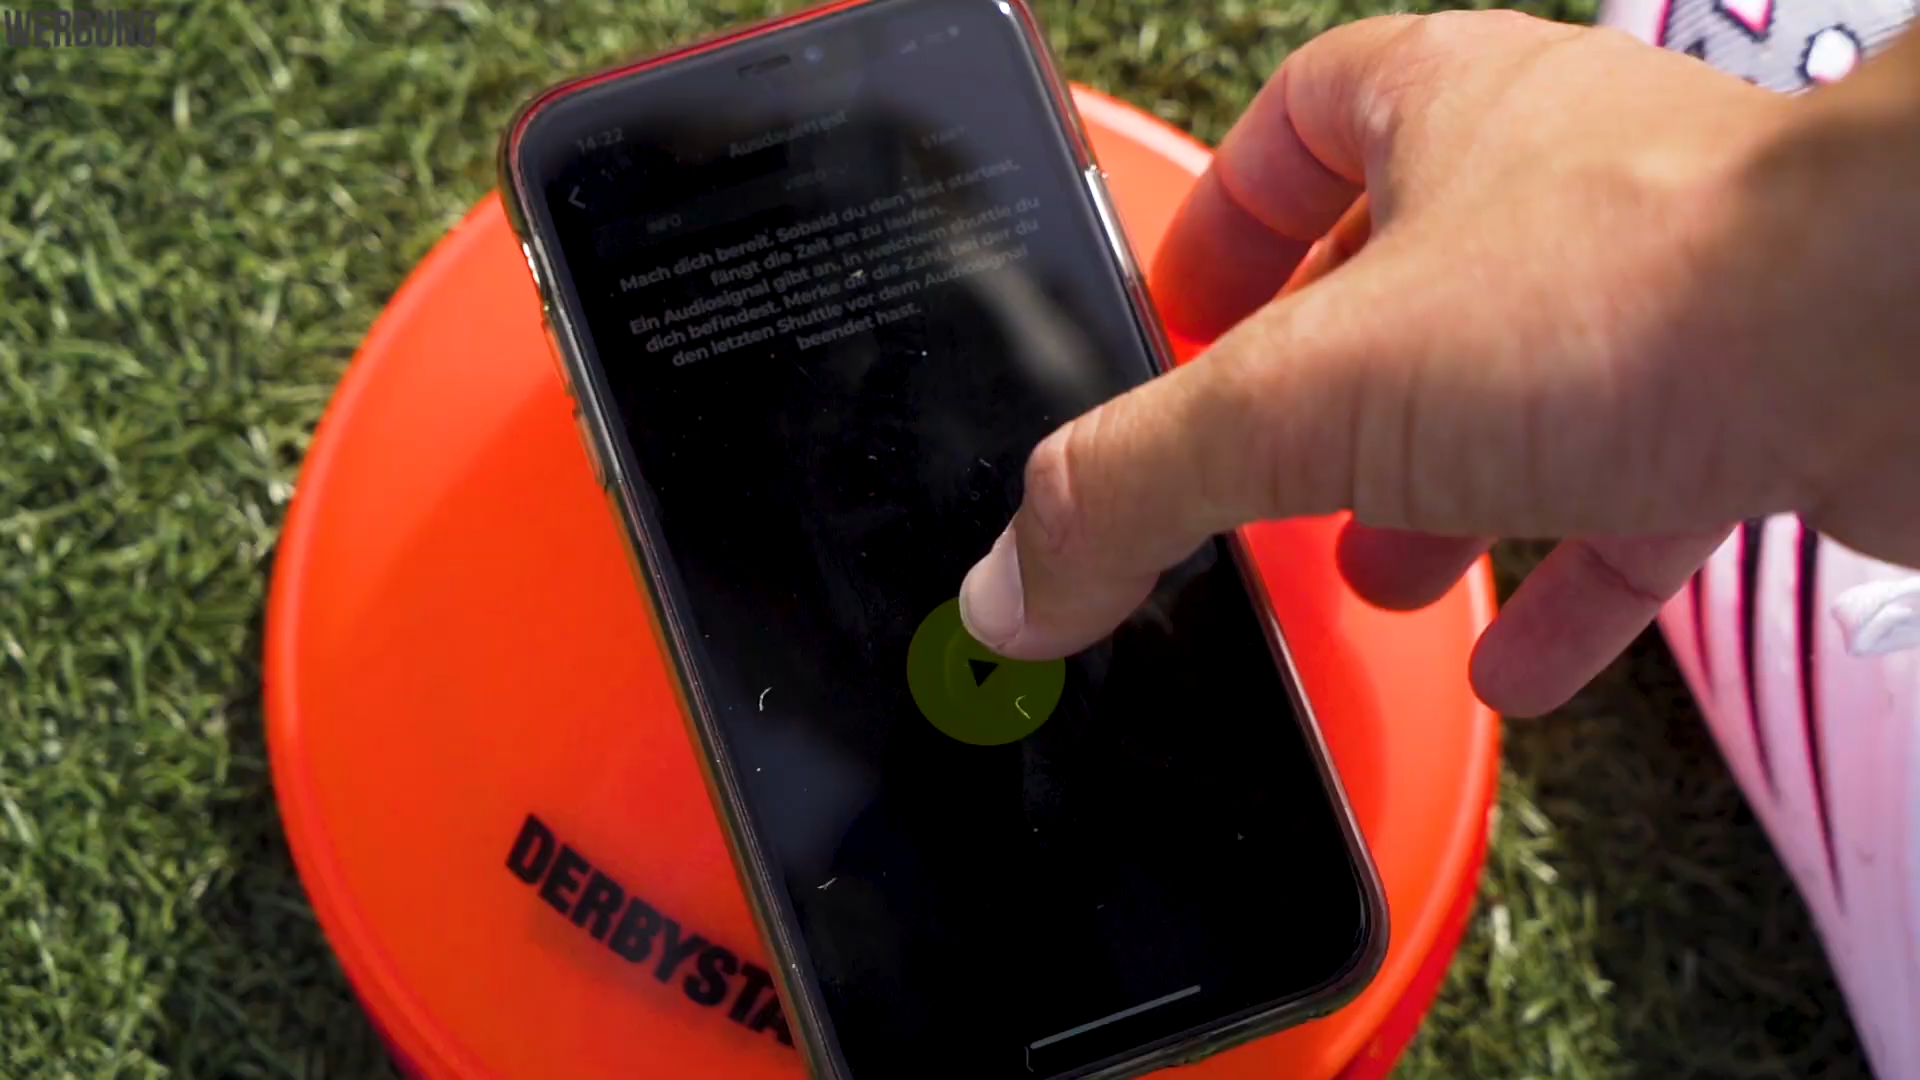 WERBUNG
14:22
Ausdauertest
START
VIDEO
INFO
Mach dich bereit. Sobald du den Test startest,
fängt die Zeit an zu laufen.
Ein Audiosignal gibt an, in welchem shuttle du
dich befindest. Merke dir die Zahl, bei der du
den letzten Shuttle vor dem Audiosignal
beendet hast.
DERBYSTA